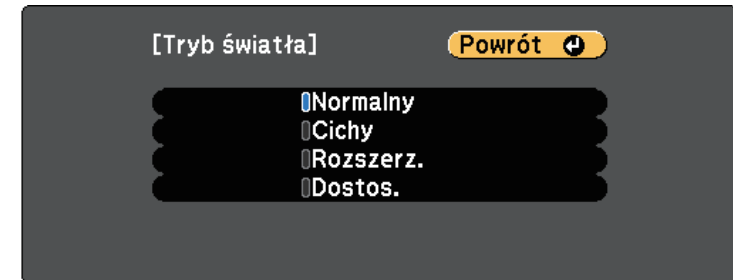 [Tryb światła] Powrót
Normalny
Cichy
Rozszerz.
Dostos.